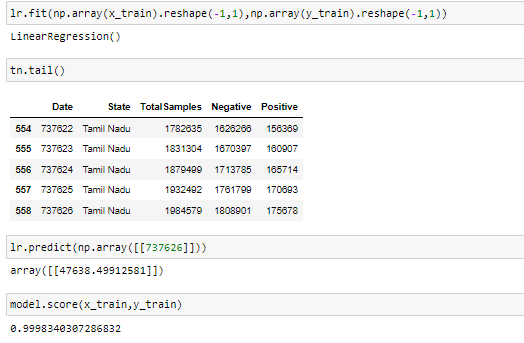 lr.fit(np.array(x_train).reshape(-1,1),np.array(y_train).reshape(-1,1))
LinearRegression()
tn.tail()
Date State TotalSamples Negative Positive
554 737622 Tamil Nadu 1782635 1626266 156369
555 737623 Tamil Nadu 1831304 1670397 160907
556 737624 Tamil Nadu 1879499 1713785 165714
557 737625 Tamil Nadu 1932492 1761799 170693
558 737626 Tamil Nadu 1984579 1808901 175678
lr.predict(np.array([[737626]]))
array([[47638.49912581]])
model.score(x_train,y_train)
0.9998340307286832